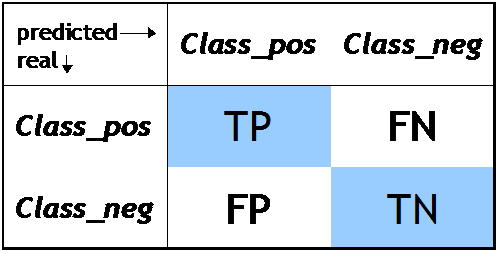 predicted→ Class_pos Class_neg
real↓
Class_pos TP FN
Class_neg FP TN